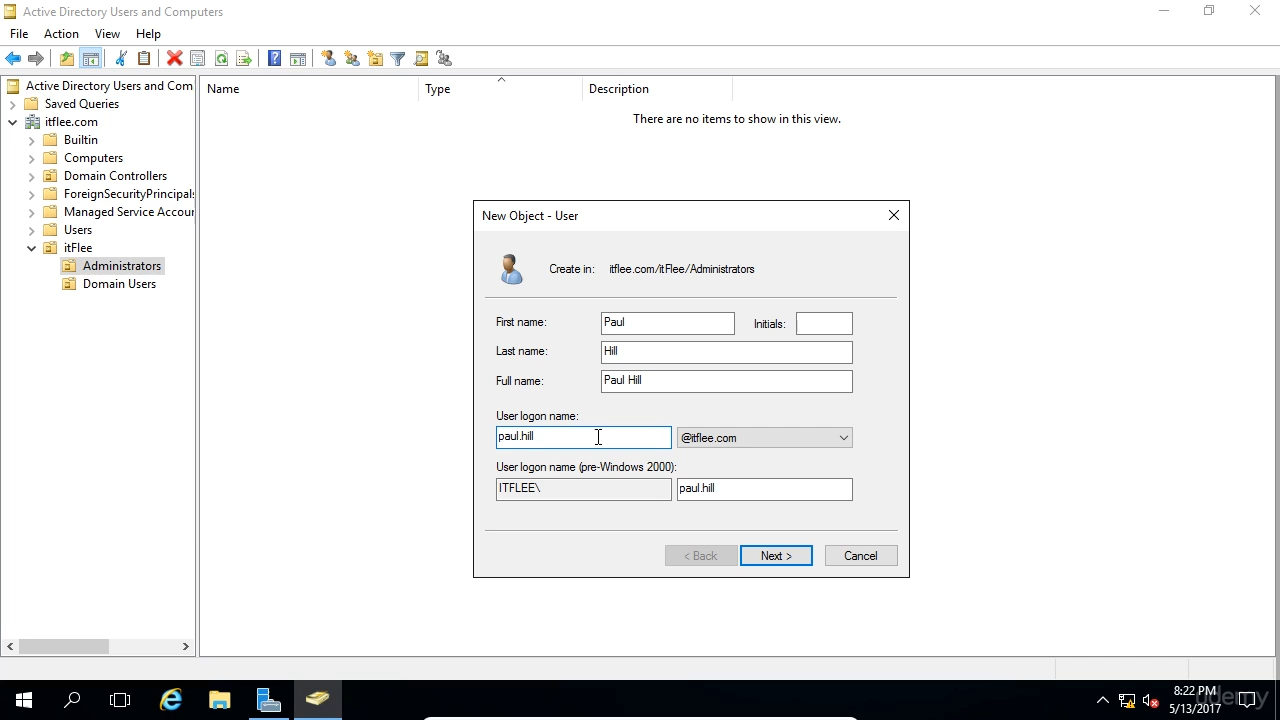 Active Directory Users and Computers
File Action View Help
Active Directory Users and Com
Saved Queries
itflee.com
Builtin
Computers
Domain Controllers
ForeignSecurityPrincipals
Managed Service Accour
Users
itFlee
Administrators
Domain Users
Name Type Description
There are no items to show in this view.
New Object - User
Create in: itflee.com/itFlee/Administrators
First name: Paul Initials:
Last name: Hill
Full name: Paul Hill
User logon name:
paul.hill @itflee.com
User logon name (pre-Windows 2000):
ITFLEE\ paul.hill
< Back Next > Cancel
8:22 PM
5/13/2017
udemy